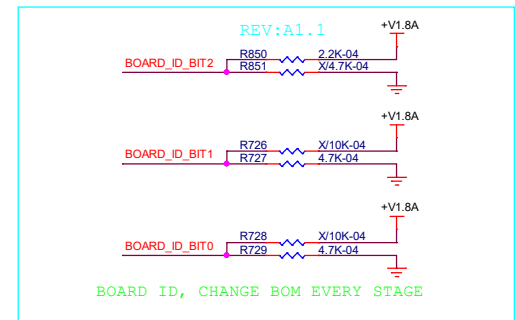 REV:A1.1
+V1.8A
R850 2.2K-04
BOARD_ID_BIT2
R851 X/4.7K-04
+V1.8A
R726 X/10K-04
BOARD_ID_BIT1
R727 4.7K-04
+V1.8A
R728 X/10K-04
BOARD_ID_BIT0
R729 4.7K-04
BOARD ID, CHANGE BOM EVERY STAGE